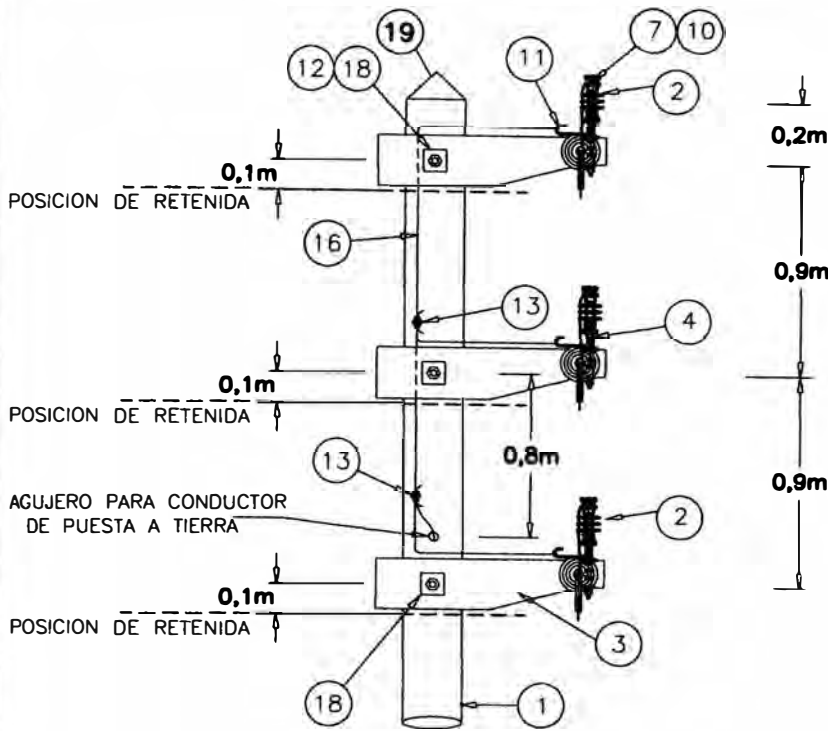 19
7 10
12 18
11
2
0,2m
0,1m
POSICION DE RETENIDA
16
0,9m
13
4
0,1m
POSICION DE RETENIDA
0,8m
13
0,9m
AGUJERO PARA CONDUCTOR
DE PUESTA A TIERRA
2
0,1m
POSICION DE RETENIDA
3
18
1